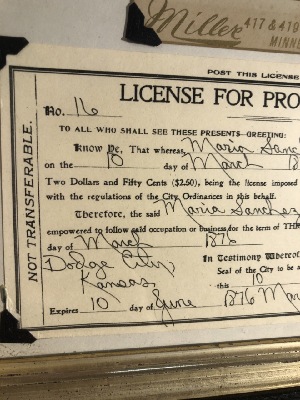 Miller 417 & 419
MINN
POST THIS LICENSE
LICENSE FOR PRO
No. 16
TO ALL WHO SHALL SEE THESE PRESENTS GREETING:
Know Ye, That whereas, Maria Sanc
on the 10 day of March 18
Two Dollars and Fifty Cents ($2.50), being the license imposed
with the regulations of the City Ordinances in this behalf.
Therefore, the said Maria Sanchez
empowered to follow said occupation or business for the term of TH
day of March 1876
Dodge City, In Testimony Whereof
Kansas Seal of the City to be a
this 10
Expires 10 day of June 1876 Mar
NOT TRANSFERABLE.